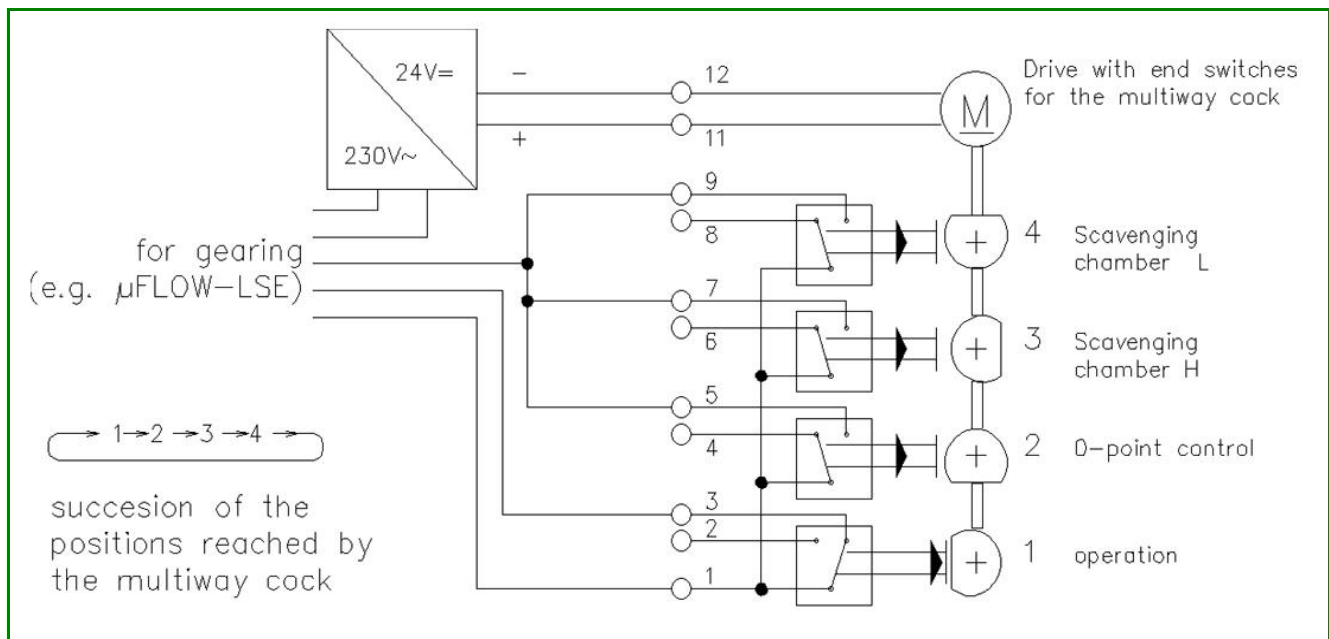 24V=
230V~
−
+
12
11
Drive with end switches
for the multiway cock
M
for gearing
(e.g. µFLOW−LSE)
9
8
7
6
5
4
3
2
1
4 Scavenging
chamber L
3 Scavenging
chamber H
2 0−point control
1 operation
1→2→3→4→
succesion of the
positions reached by
the multiway cock